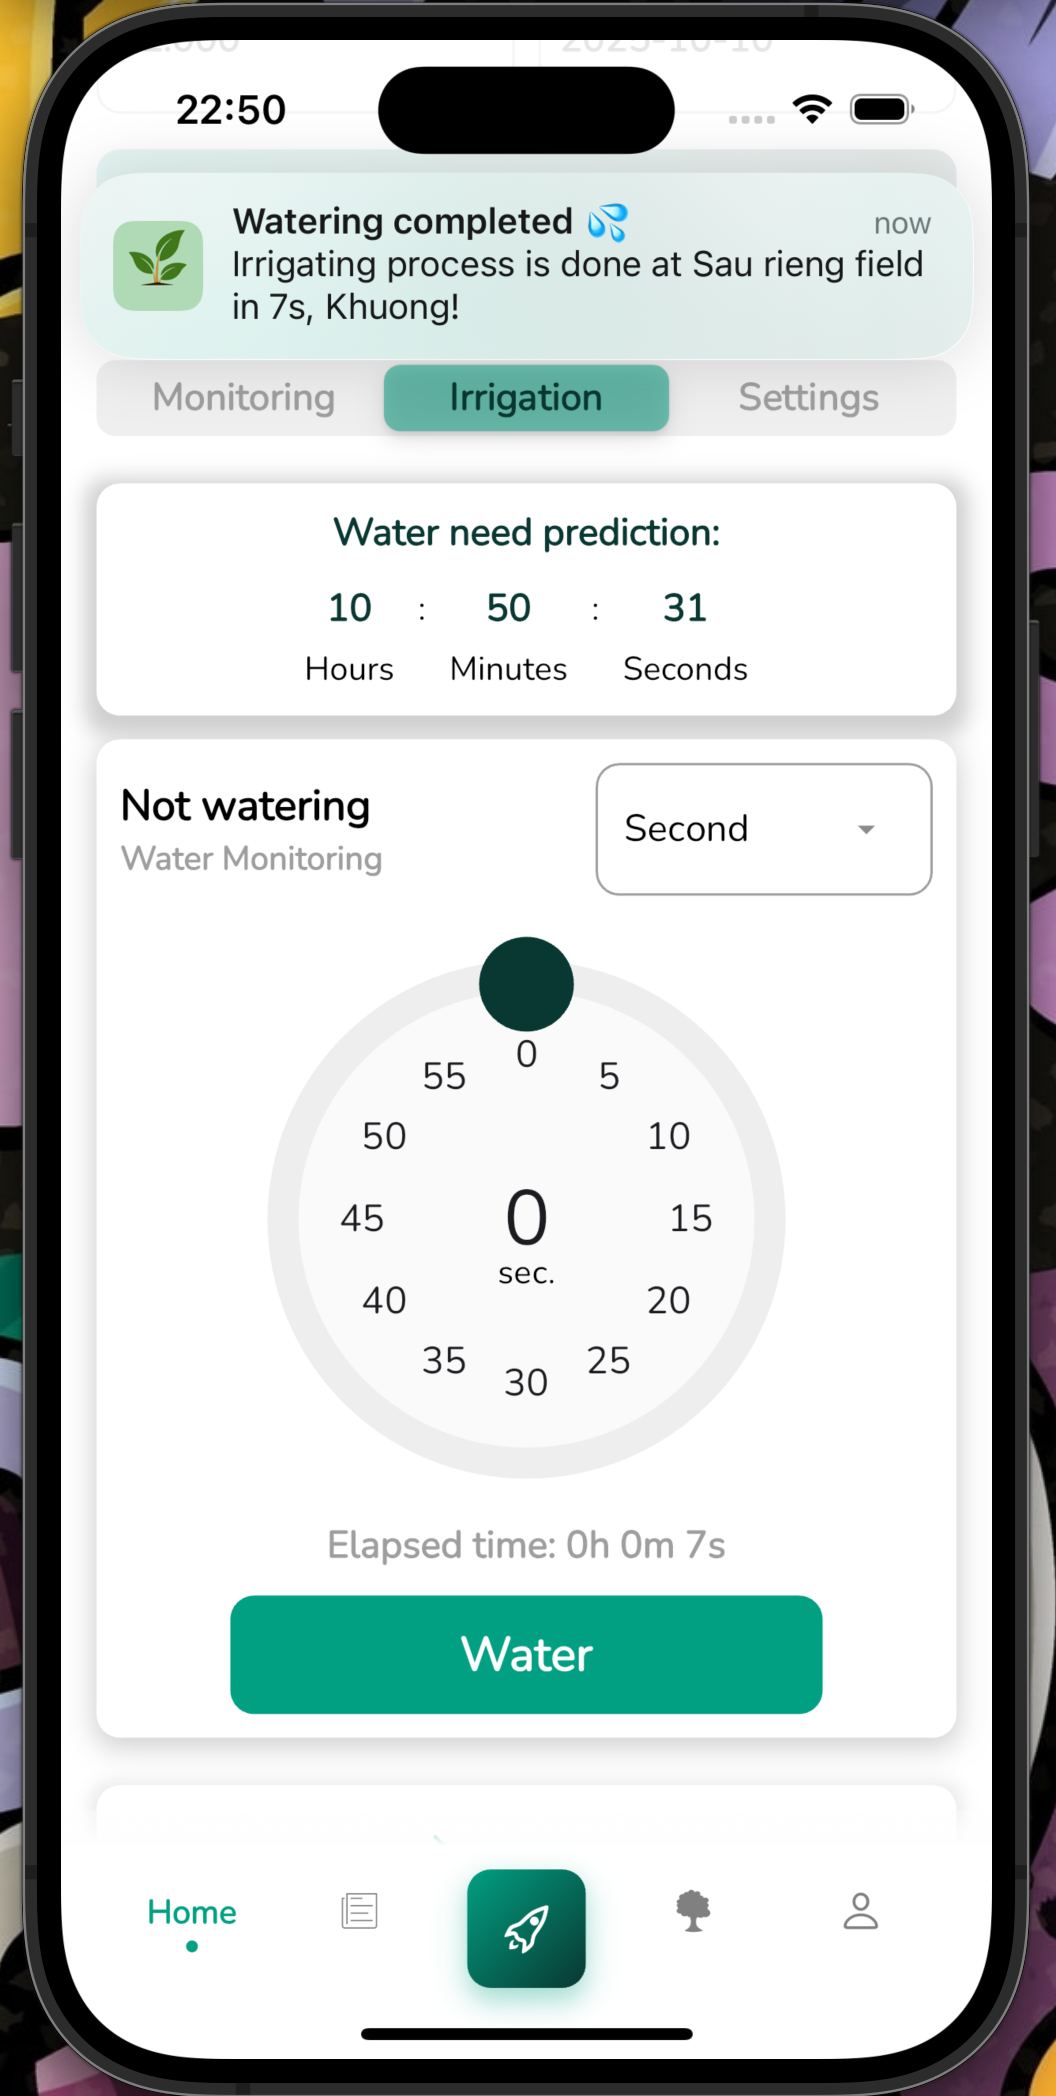 22:50
Watering completed 💦
now
Irrigating process is done at Sau rieng field
in 7s, Khuong!
Monitoring
Irrigation
Settings
Water need prediction:
10 : 50 : 31
Hours Minutes Seconds
Not watering
Second
Water Monitoring
0
5
10
15
20
25
30
35
40
45
50
55
0
sec.
Elapsed time: 0h 0m 7s
Water
Home